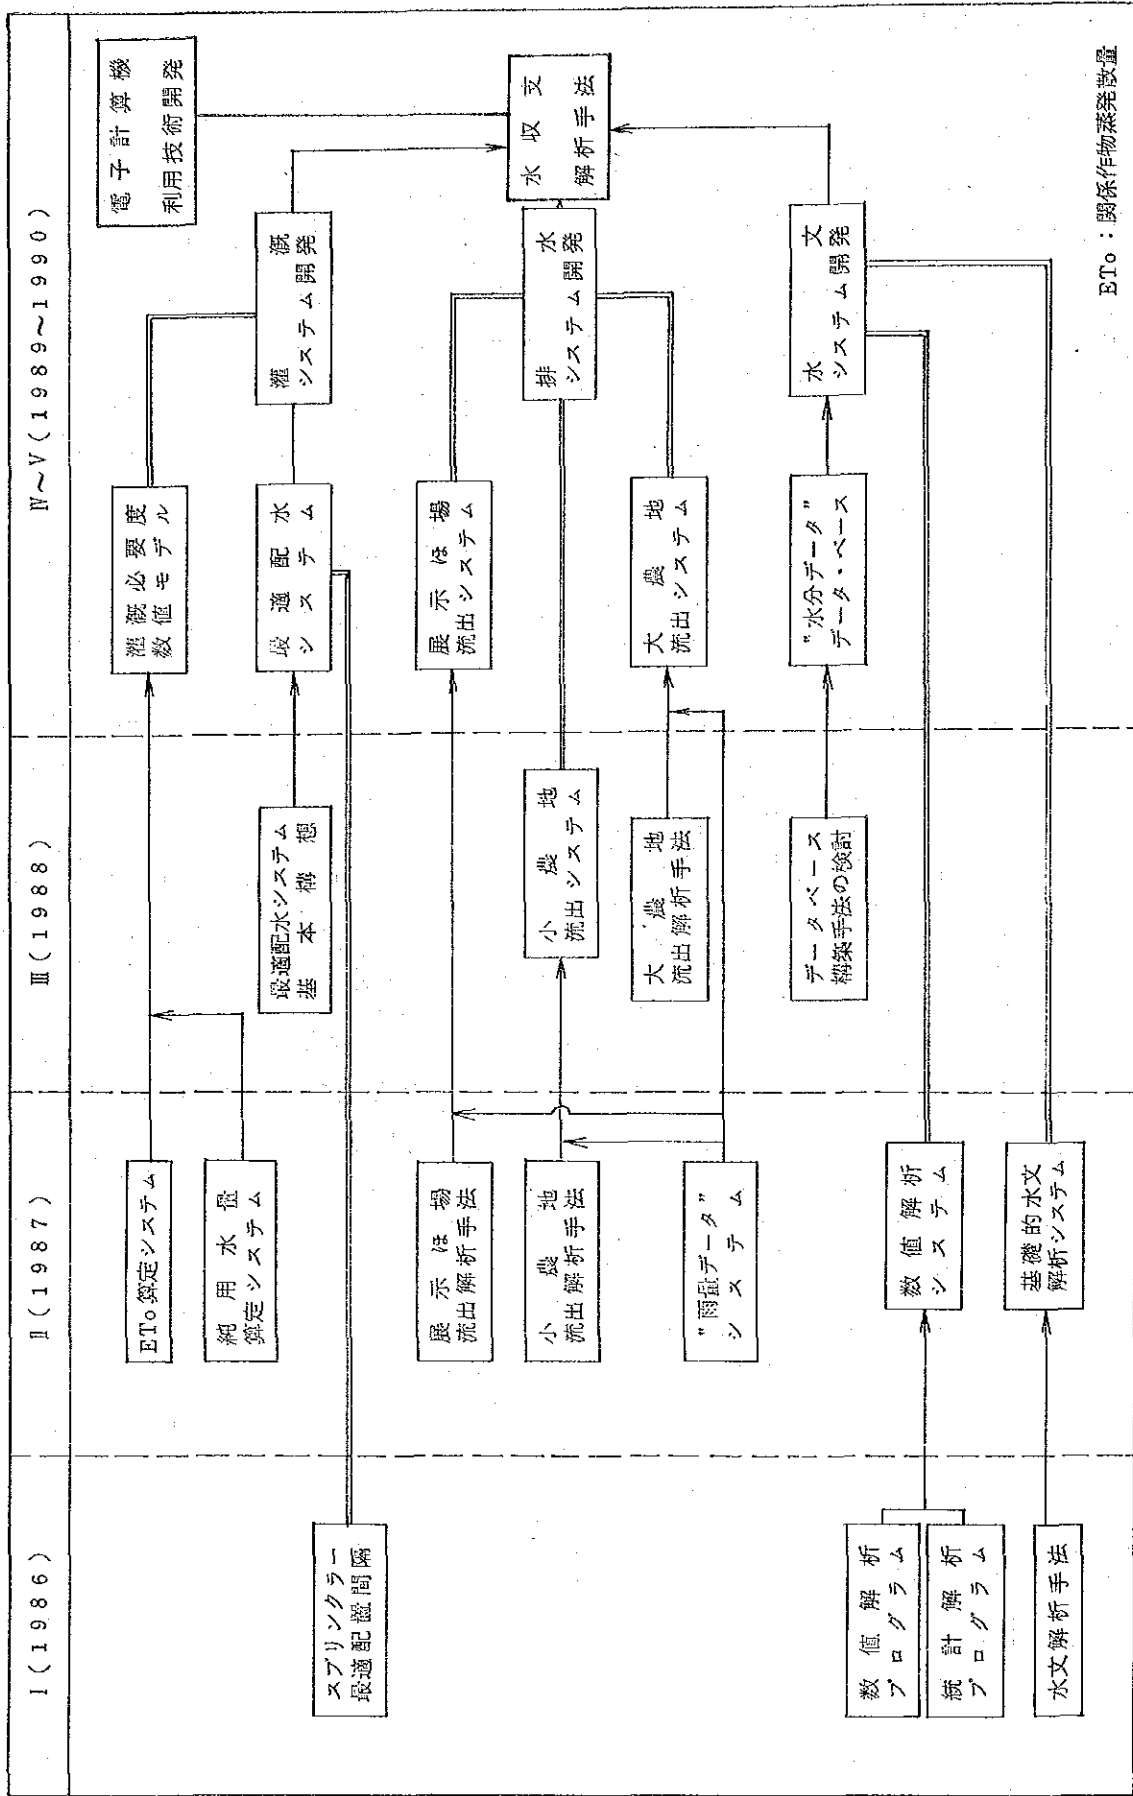 I(1986)
II(1987)
III(1988)
IV～V(1989～1990)
スプリンクラー
最適配置間隔
数値解析
プログラム
統計解析
プログラム
水文解析手法
ETo算定システム
純用水量
算定システム
展示ほ場
流出解析手法
小農地
流出解析手法
"雨量データ"
システム
数値解析
システム
基礎的水文
解析システム
最適配水システム
基本構想
小農地
流出システム
大農地
流出解析手法
データベース
構築手法の検討
灌漑必要度
数値モデル
最適配水
システム
展示ほ場
流出システム
大農地
流出システム
"水分データ"
データ・ベース
灌漑
システム開発
排水
システム開発
水文
システム開発
電子計算機
利用技術開発
水収文
解析手法
ETo：関係作物蒸発散量